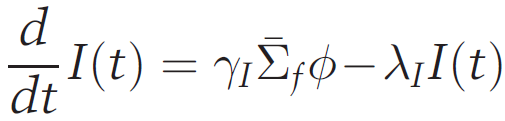 d/dt I(t) = γ_I Σ̄_f ϕ − λ_I I(t)